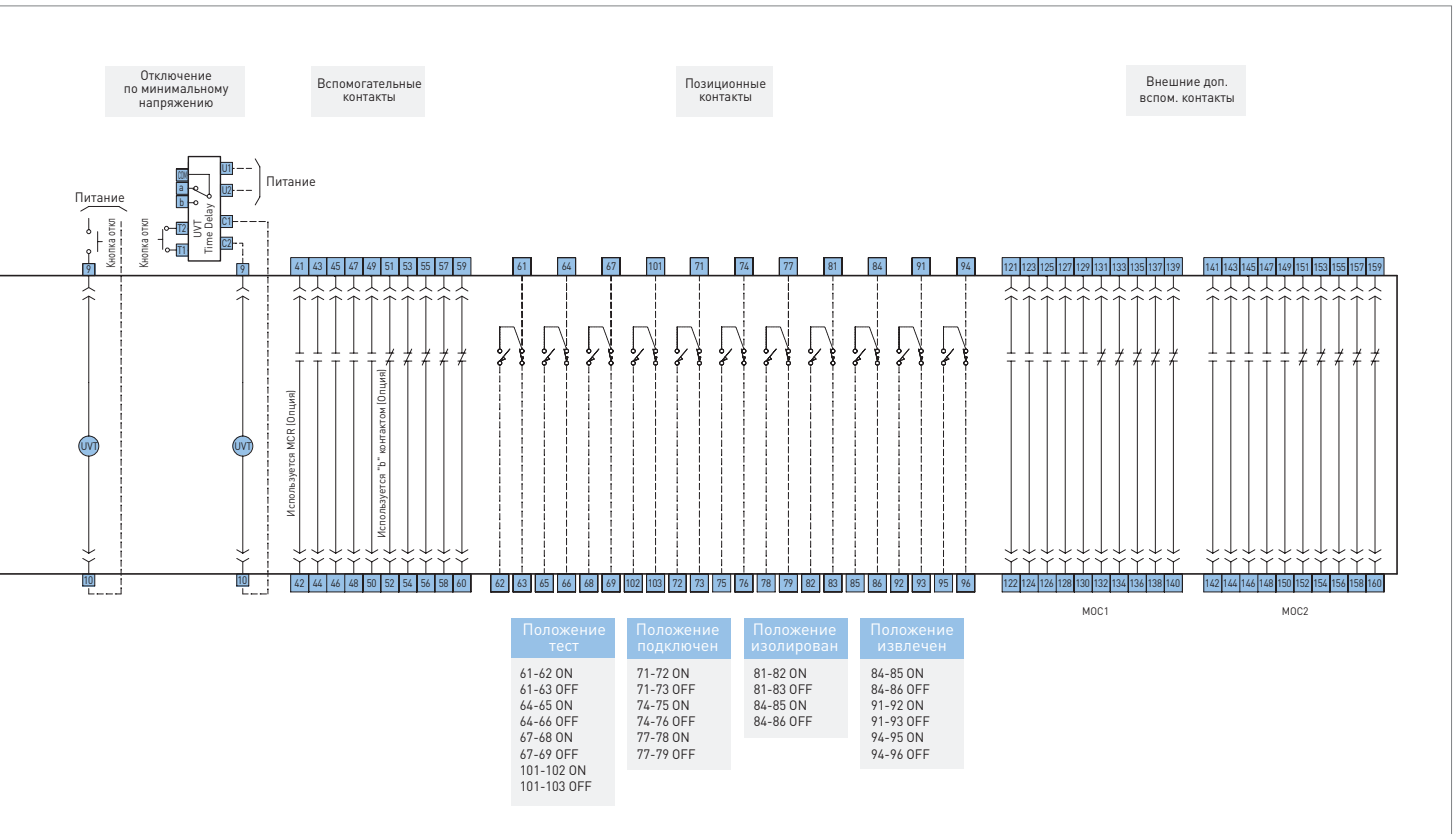 Отключение
по минимальному
напряжению
Вспомогательные
контакты
Позиционные
контакты
Внешние доп.
вспом. контакты
Питание
Кнопка откл
Кнопка откл
COM
a
b
T2
T1
UVT
Time Delay
U1
U2
C1
C2
Питание
9
9
41 43 45 47 49 51 53 55 57 59
61 64 67 101 71 74 77 81 84 91 94
121 123 125 127 129 131 133 135 137 139
141 143 145 147 149 151 153 155 157 159
UVT
UVT
Используется MCR (Опция)
Используется "b" контактом (Опция)
10
10
42 44 46 48 50 52 54 56 58 60
62 63 65 66 68 69 102 103 72 73 75 76 78 79 82 83 85 86 92 93 95 96
122 124 126 128 130 132 134 136 138 140
142 144 146 148 150 152 154 156 158 160
MOC1
MOC2
Положение
тест
61-62 ON
61-63 OFF
64-65 ON
64-66 OFF
67-68 ON
67-69 OFF
101-102 ON
101-103 OFF
Положение
подключен
71-72 ON
71-73 OFF
74-75 ON
74-76 OFF
77-78 ON
77-79 OFF
Положение
изолирован
81-82 ON
81-83 OFF
84-85 ON
84-86 OFF
Положение
извлечен
84-85 ON
84-86 OFF
91-92 ON
91-93 OFF
94-95 ON
94-96 OFF